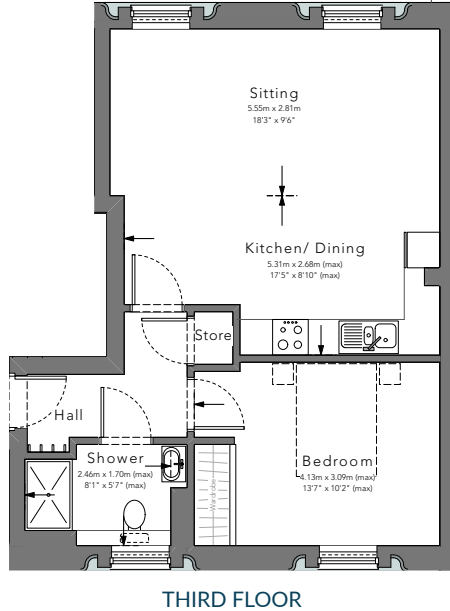 Sitting
5.55m x 2.81m
18'3" x 9'6"
Kitchen/ Dining
5.31m x 2.68m (max)
17'5" x 8'10" (max)
Store
Hall
Shower
2.46m x 1.70m (max)
8'1" x 5'7" (max)
Wardrobe
Bedroom
4.13m x 3.09m (max)
13'7" x 10'2" (max)
THIRD FLOOR